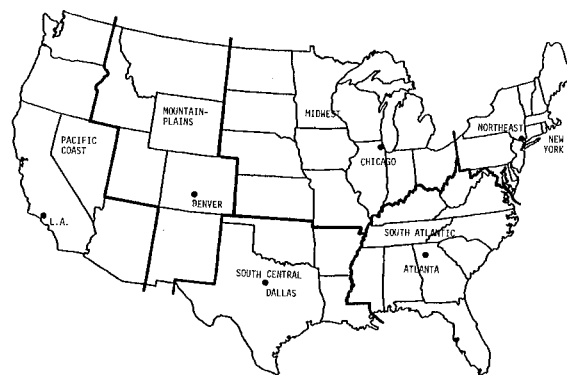 MOUNTAIN-
PLAINS
MIDWEST
NORTHEAST
NEW
YORK
PACIFIC
COAST
CHICAGO
DENVER
L.A.
SOUTH ATLANTIC
ATLANTA
SOUTH CENTRAL
DALLAS